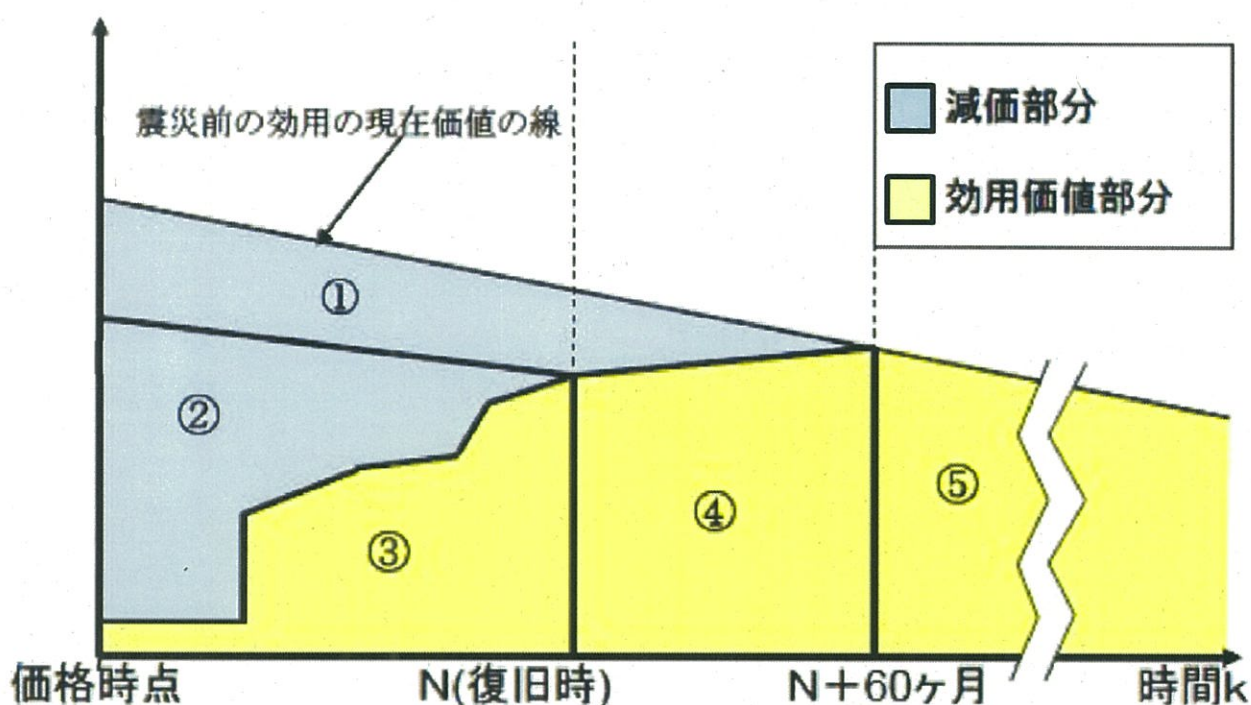 減価部分
効用価値部分
震災前の効用の現在価値の線
①
②
③
④
⑤
価格時点
N(復旧時)
N+60ヶ月
時間k